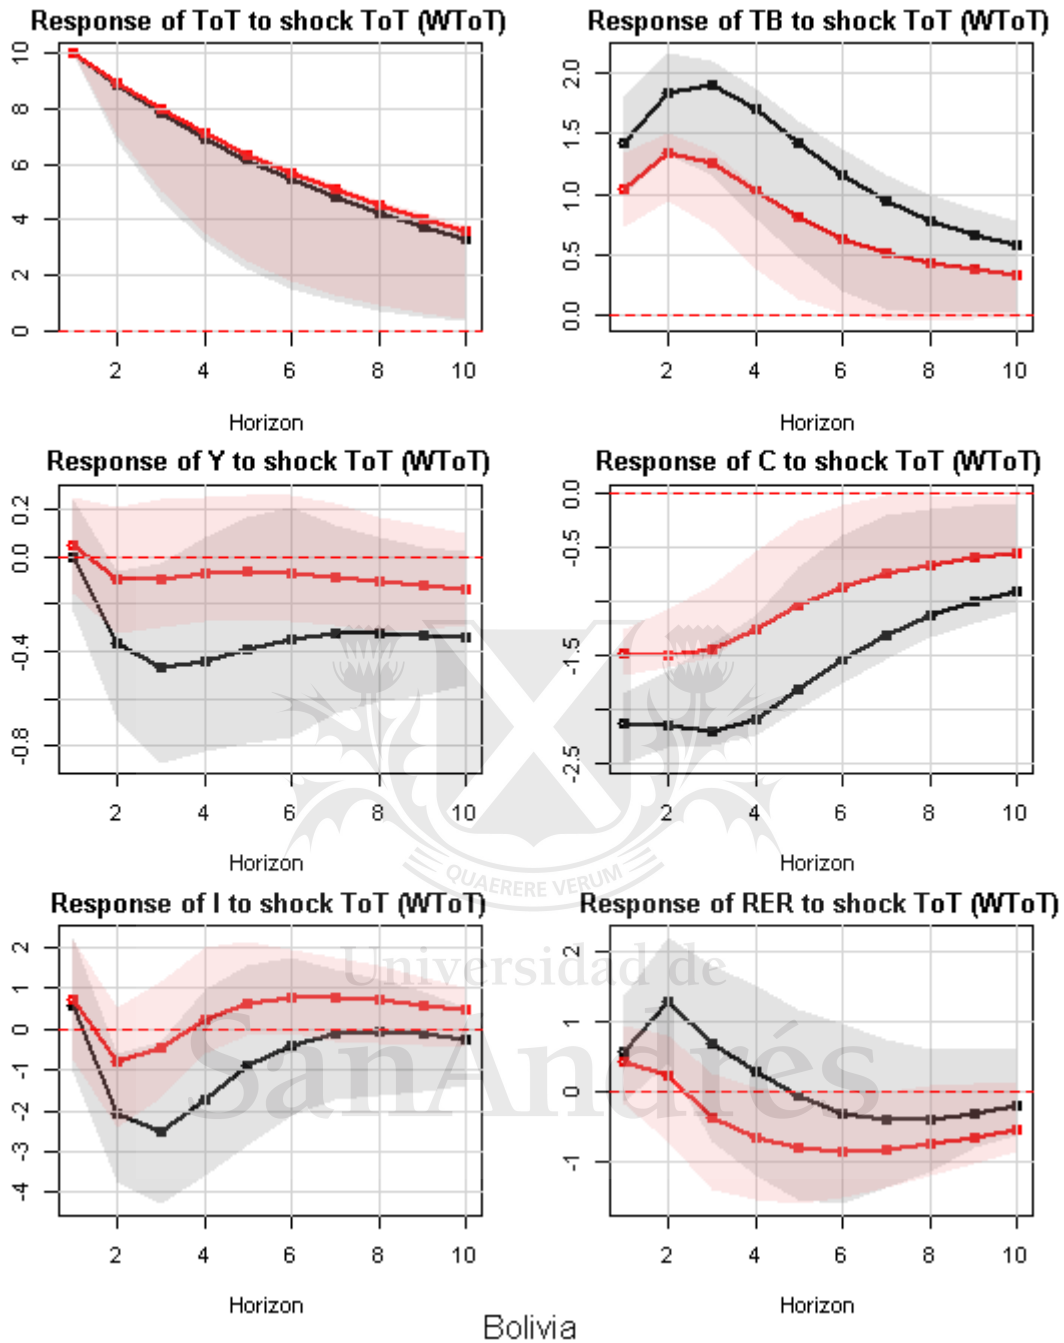 Response of ToT to shock ToT (WToT)
Response of TB to shock ToT (WToT)
10
8
6
4
2
0
2.0
1.5
1.0
0.5
0.0
2 4 6 8 10
2 4 6 8 10
Horizon
Horizon
Response of Y to shock ToT (WToT)
Response of C to shock ToT (WToT)
0.2
0.0
-0.4
-0.8
0.0
-0.5
-1.5
-2.5
2 4 6 8 10
2 4 6 8 10
Horizon
Horizon
QUAERERE VERUM
Response of I to shock ToT (WToT)
Response of RER to shock ToT (WToT)
2
1
0
-1
-2
-3
-4
2
1
0
-1
Universidad de
SanAndrés
2 4 6 8 10
2 4 6 8 10
Horizon
Horizon
Bolivia